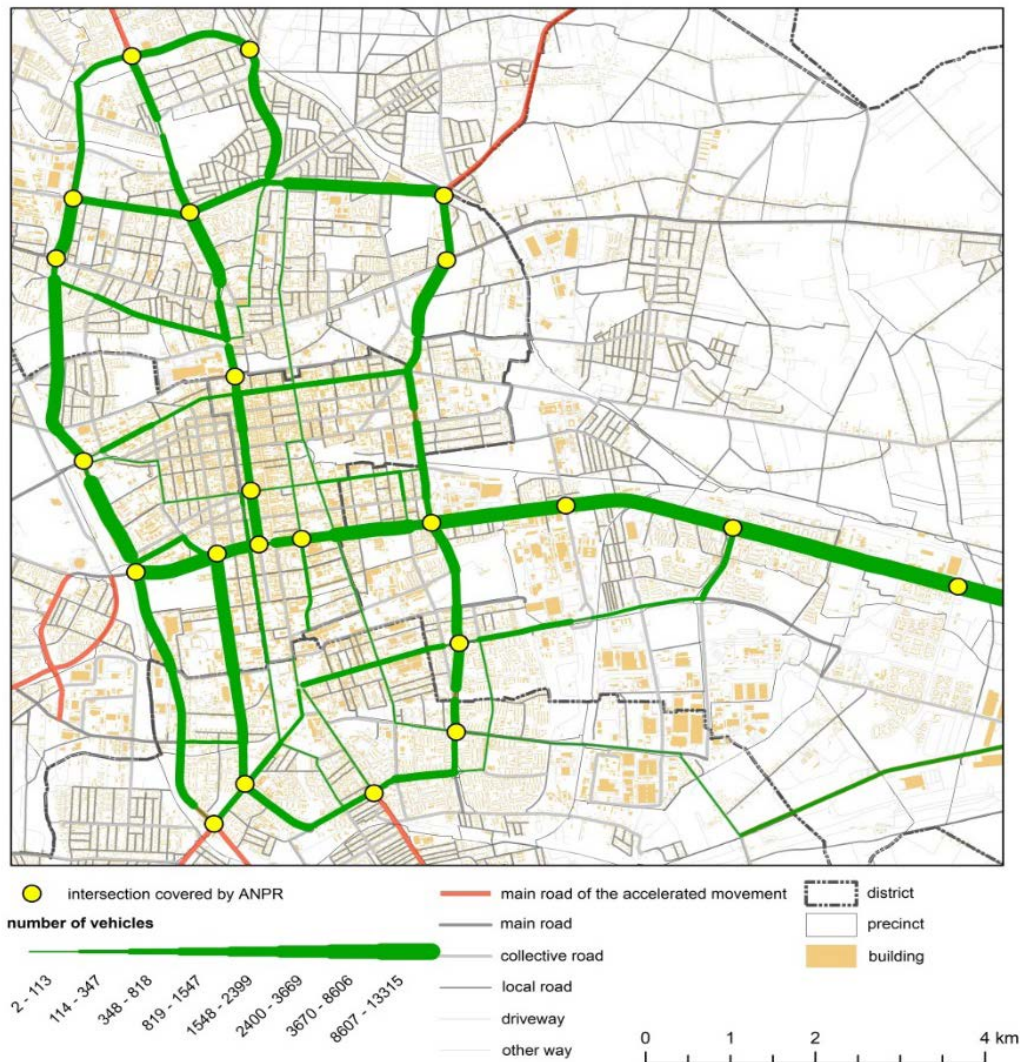 intersection covered by ANPR
number of vehicles
2 - 113
114 - 347
348 - 818
819 - 1547
1548 - 2399
2400 - 3669
3670 - 8606
8607 - 13315
main road of the accelerated movement
main road
collective road
local road
driveway
other way
district
precinct
building
0 1 2 4 km